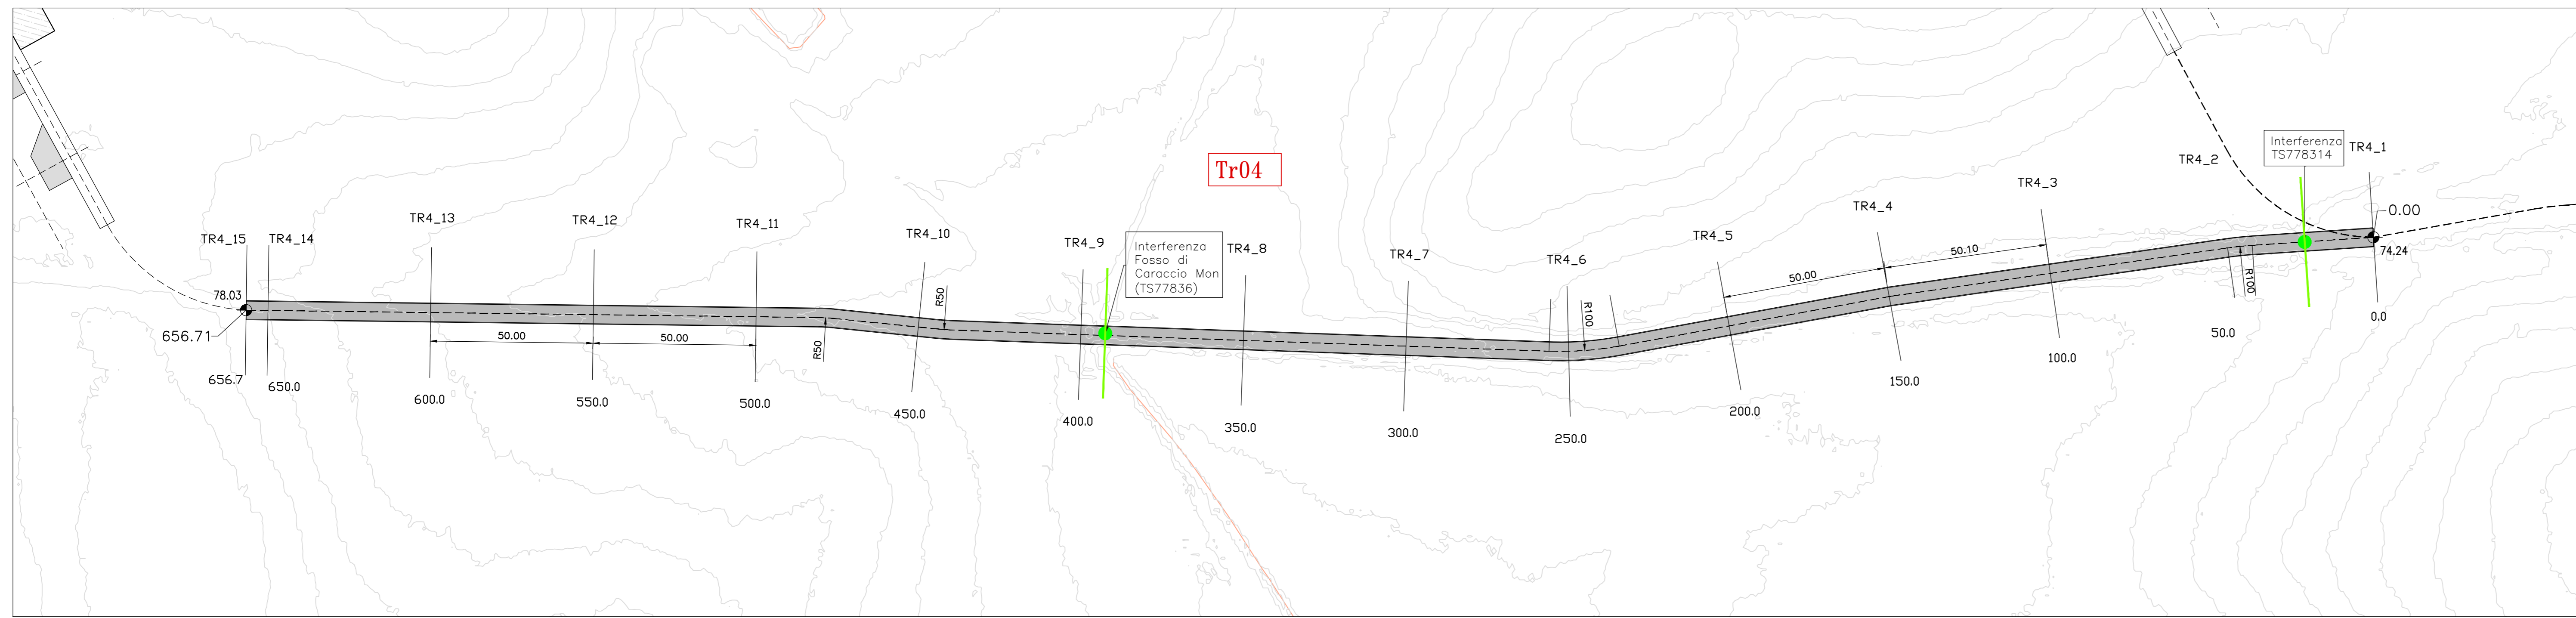 Tr04
TR4_15
TR4_14
TR4_13
TR4_12
TR4_11
TR4_10
TR4_9
Interferenza
Fosso di
Caraccio Mon
(TS77836)
TR4_8
TR4_7
TR4_6
TR4_5
TR4_4
TR4_3
TR4_2
Interferenza
TS778314
TR4_1
0.00
74.24
78.03
656.71
50.00
50.00
R50
R50
R100
50.00
50.10
R100
656.7
650.0
600.0
550.0
500.0
450.0
400.0
350.0
300.0
250.0
200.0
150.0
100.0
50.0
0.0